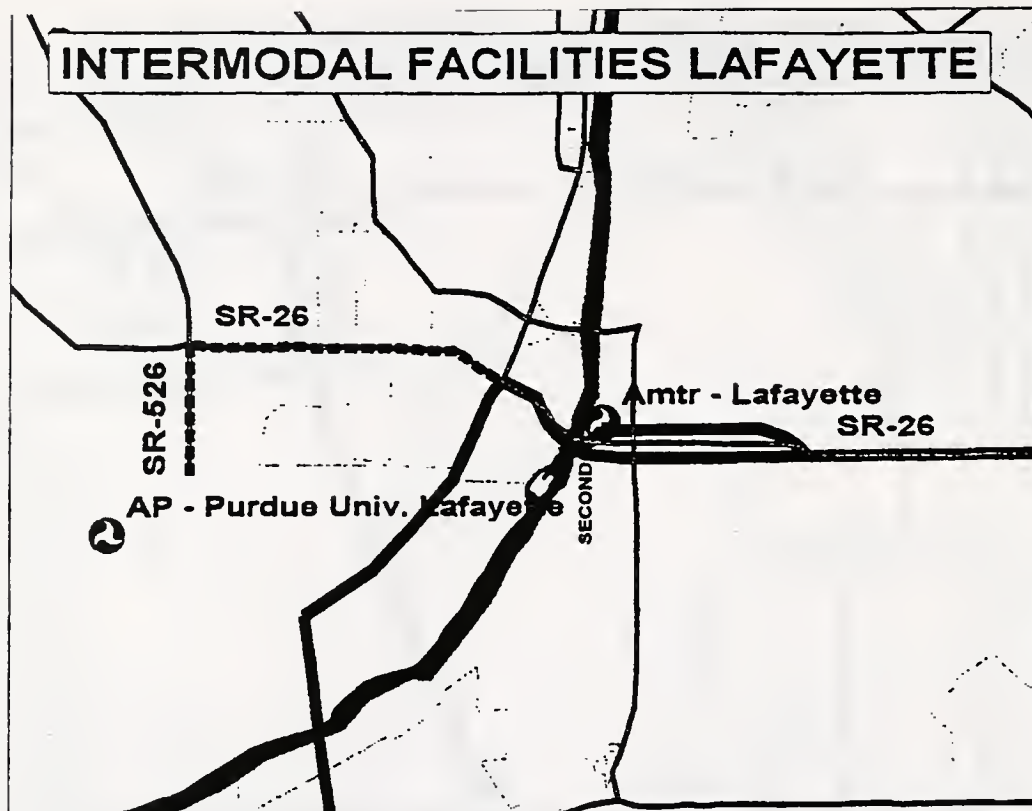 INTERMODAL FACILITIES LAFAYETTE
SR-26
SR-526
Amtr - Lafayette
SR-26
AP - Purdue Univ. Lafayette
SECOND